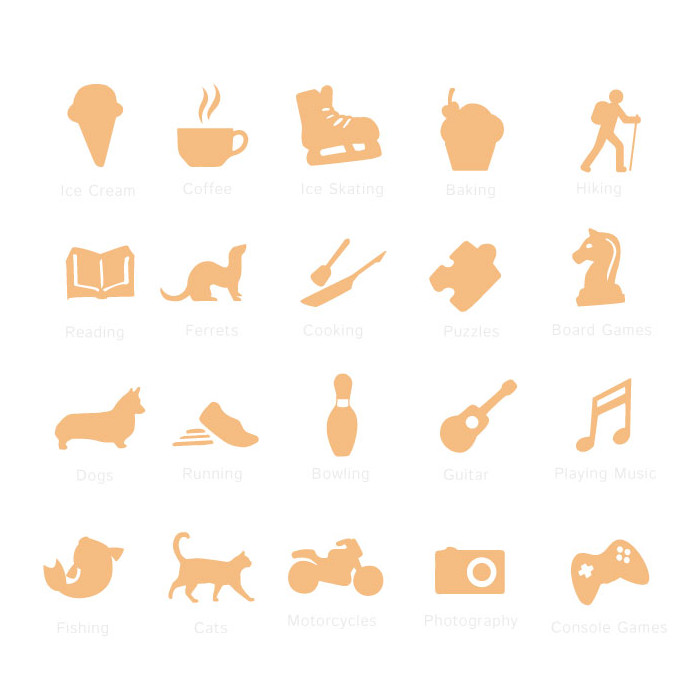 Ice Cream
Coffee
Ice Skating
Baking
Hiking
Reading
Ferrets
Cooking
Puzzles
Board Games
Dogs
Running
Bowling
Guitar
Playing Music
Fishing
Cats
Motorcycles
Photography
Console Games